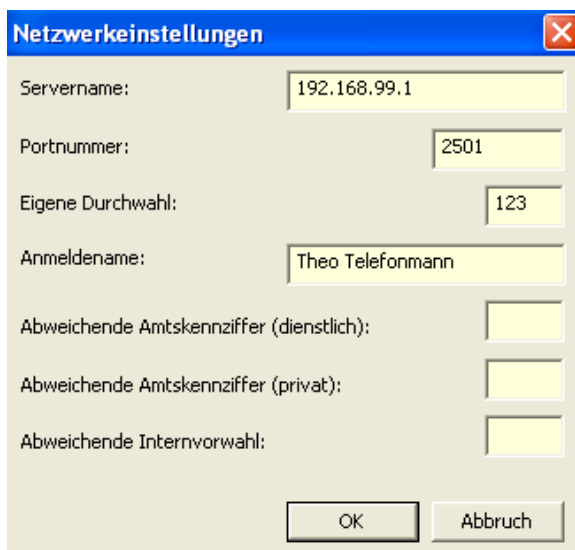 Netzwerkeinstellungen
Servername: 192.168.99.1
Portnummer: 2501
Eigene Durchwahl: 123
Anmeldename: Theo Telefonmann
Abweichende Amtskennziffer (dienstlich):
Abweichende Amtskennziffer (privat):
Abweichende Internvorwahl:
OK Abbruch